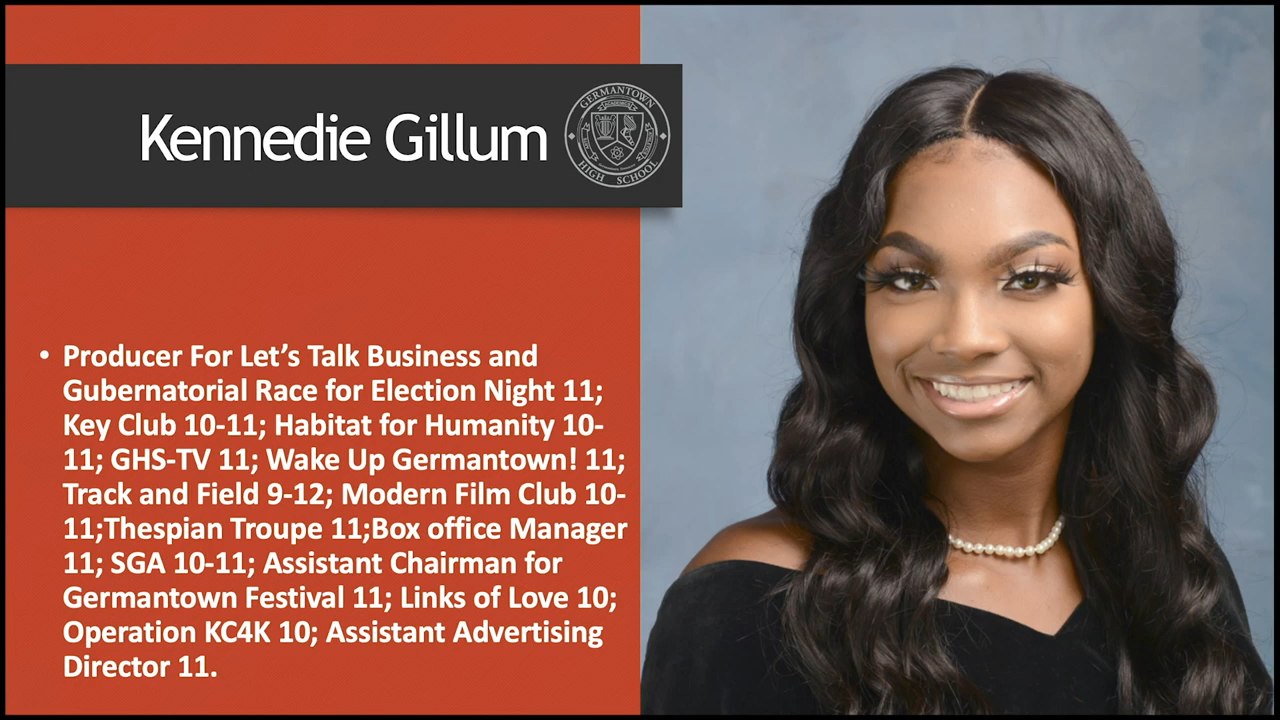 Kennedie Gillum
GERMANTOWN
HIGH SCHOOL
• Producer For Let's Talk Business and
Gubernatorial Race for Election Night 11;
Key Club 10-11; Habitat for Humanity 10-
11; GHS-TV 11; Wake Up Germantown! 11;
Track and Field 9-12; Modern Film Club 10-
11;Thespian Troupe 11;Box office Manager
11; SGA 10-11; Assistant Chairman for
Germantown Festival 11; Links of Love 10;
Operation KC4K 10; Assistant Advertising
Director 11.